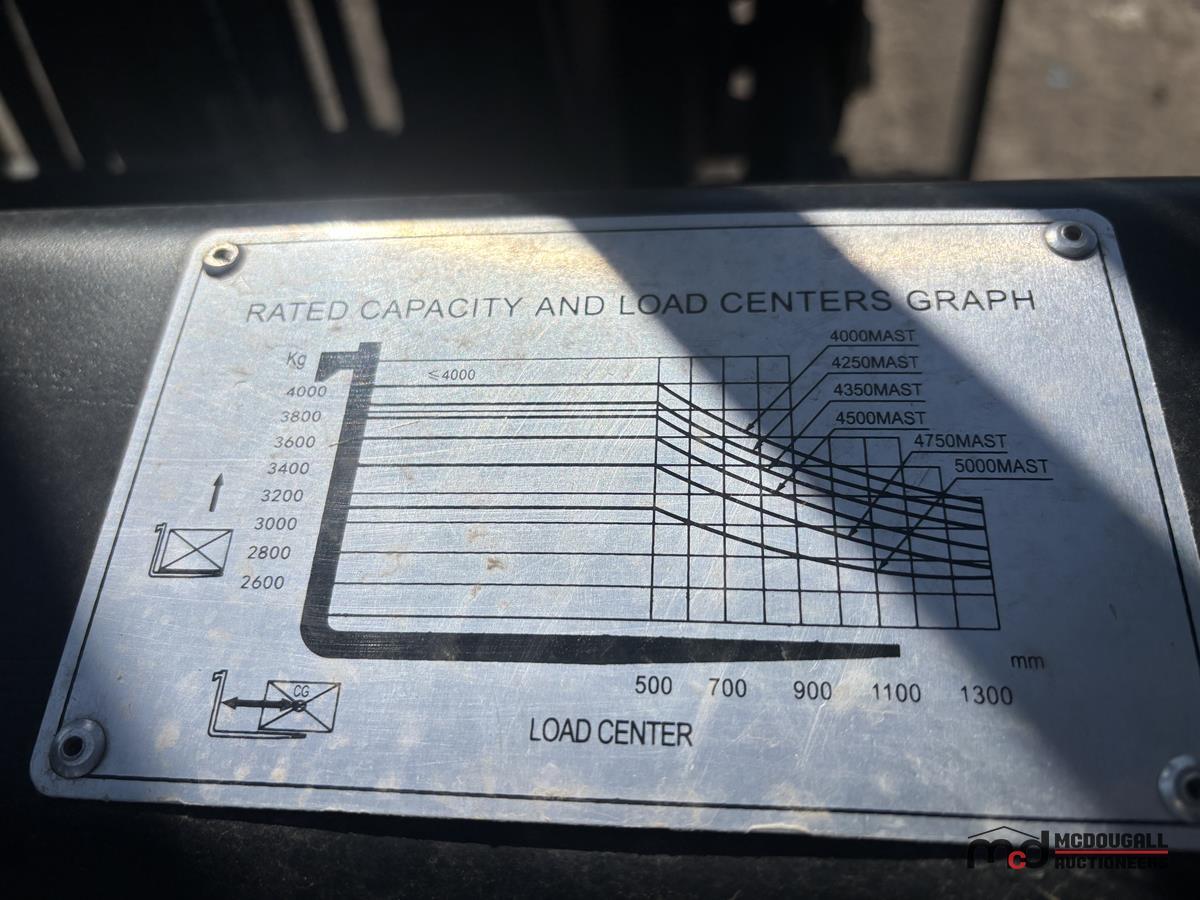 RATED CAPACITY AND LOAD CENTERS GRAPH
Kg
≤4000
4000
3800
3600
3400
3200
3000
2800
2600
4000MAST
4250MAST
4350MAST
4500MAST
4750MAST
5000MAST
mm
500 700 900 1100 1300
CG
LOAD CENTER
mcd MCDOUGALL
AUCTIONEERS